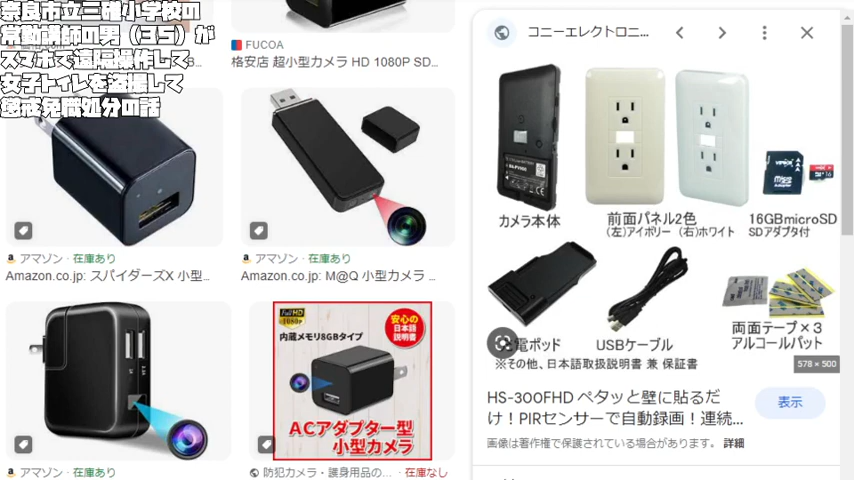 奈良市立三碓小学校の
常勤講師の男（35）が
スマホで遠隔操作して
女子トイレを盗撮して
懲戒免職処分の話
FUCOA
格安店 超小型カメラ HD 1080P SD...
アマゾン · 在庫あり
Amazon.co.jp: スパイダーズX 小型...
アマゾン · 在庫あり
Amazon.co.jp: M@Q 小型カメラ ...
アマゾン · 在庫あり
Full HD
1080p
内蔵メモリ8GBタイプ
安心の
日本語
説明書
ACアダプター型
小型カメラ
防犯カメラ・護身用品の... · 在庫なし
コニーエレクトロニ...
カメラ本体
前面パネル2色
(左)アイボリー (右)ホワイト
16GBmicroSD
SDアダプタ付
充電ポッド
USBケーブル
両面テープ×3
アルコールパット
※その他、日本語取扱説明書 兼 保証書
578 × 500
HS-300FHD ペタッと壁に貼るだ
け！PIRセンサーで自動録画！連続...
表示
画像は著作権で保護されている場合があります。 詳細